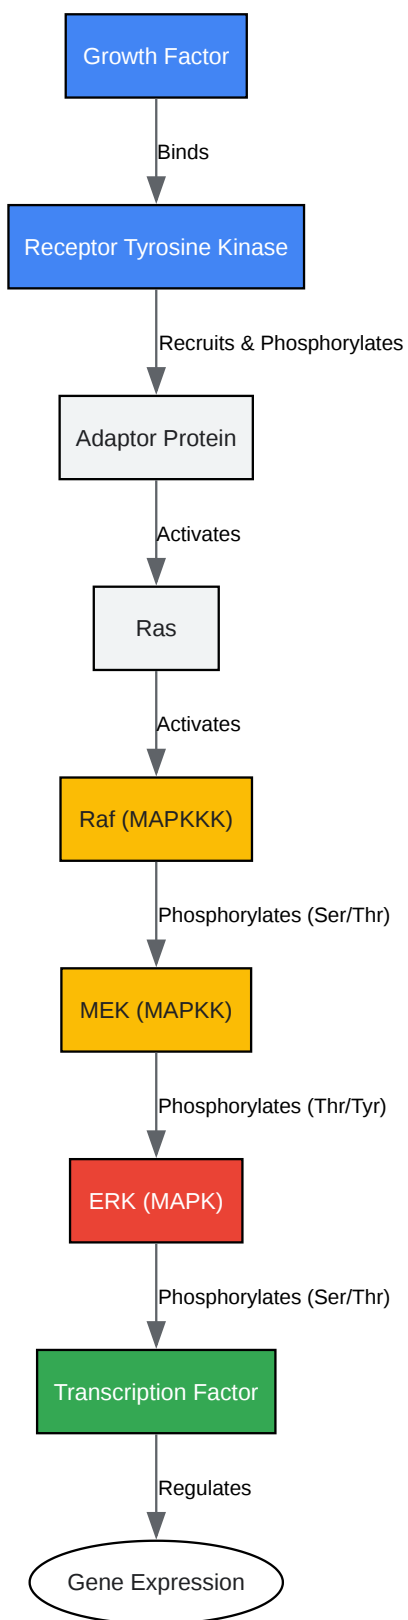 Growth Factor
Binds
Receptor Tyrosine Kinase
Recruits & Phosphorylates
Adaptor Protein
Activates
Ras
Activates
Raf (MAPKKK)
Phosphorylates (Ser/Thr)
MEK (MAPKK)
Phosphorylates (Thr/Tyr)
ERK (MAPK)
Phosphorylates (Ser/Thr)
Transcription Factor
Regulates
Gene Expression